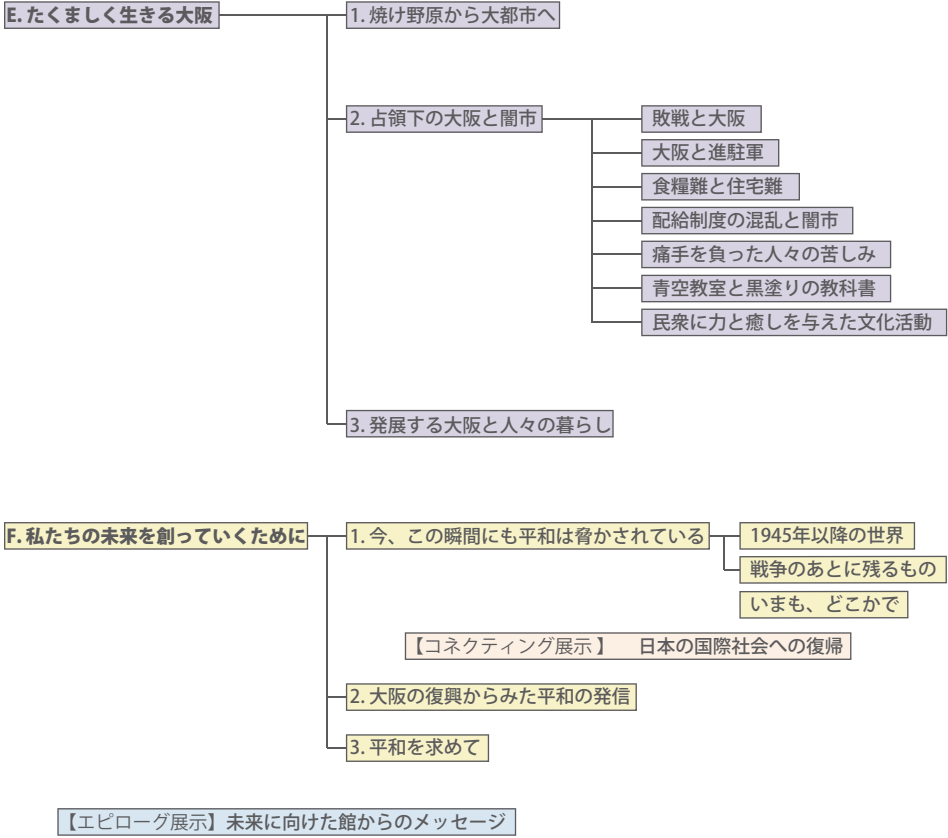 E. たくましく生きる大阪
1. 焼け野原から大都市へ
2. 占領下の大阪と闇市
敗戦と大阪
大阪と進駐軍
食糧難と住宅難
配給制度の混乱と闇市
痛手を負った人々の苦しみ
青空教室と黒塗りの教科書
民衆に力と癒しを与えた文化活動
3. 発展する大阪と人々の暮らし
F. 私たちの未来を創っていくために
1. 今、この瞬間にも平和は脅かされている
1945年以降の世界
戦争のあとに残るもの
いまも、どこかで
【コネクティング展示】 日本の国際社会への復帰
2. 大阪の復興からみた平和の発信
3. 平和を求めて
【エピローグ展示】未来に向けた館からのメッセージ